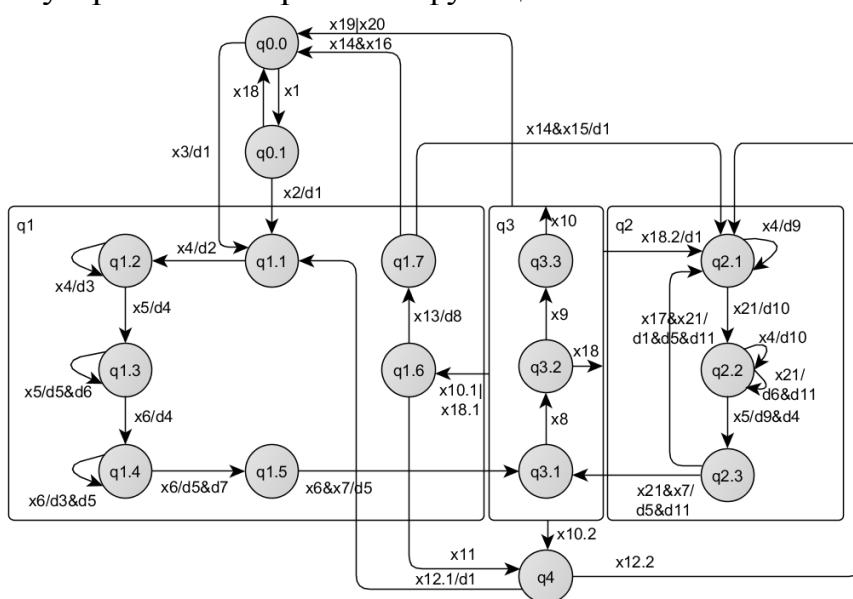 x19|x20
x14&x16
q0.0
x18
x1
x14&x15/d1
q0.1
x3/d1
x2/d1
q1
q3
x10
q2
x18.2/d1
x4/d9
q1.2
x4/d2
q1.1
q1.7
q3.3
q2.1
x4/d3
x5/d4
x13/d8
x9
x17&x21/
d1&d5&d11
x21/d10
x4/d10
q1.3
q1.6
q3.2
x18
q2.2
x21/
d6&d11
x5/d5&d6
x10.1|
x18.1
x6/d4
x8
x5/d9&d4
q1.4
q1.5
q3.1
q2.3
x6/d3&d5
x6/d5&d7
x6&x7/d5
x21&x7/
d5&d11
x10.2
x11
x12.2
x12.1/d1
q4